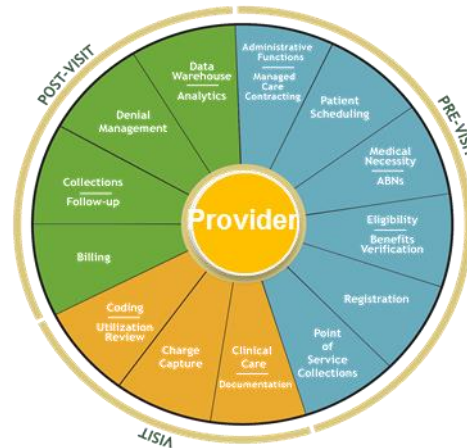 POST-VISIT
PRE-VISIT
VISIT
Provider
Administrative
Functions
Managed
Care
Contracting
Patient
Scheduling
Medical
Necessity
ABNs
Eligibility
Benefits
Verification
Registration
Point
of
Service
Collections
Clinical
Care
Documentation
Charge
Capture
Coding
Utilization
Review
Billing
Collections
Follow-up
Denial
Management
Data
Warehouse
Analytics